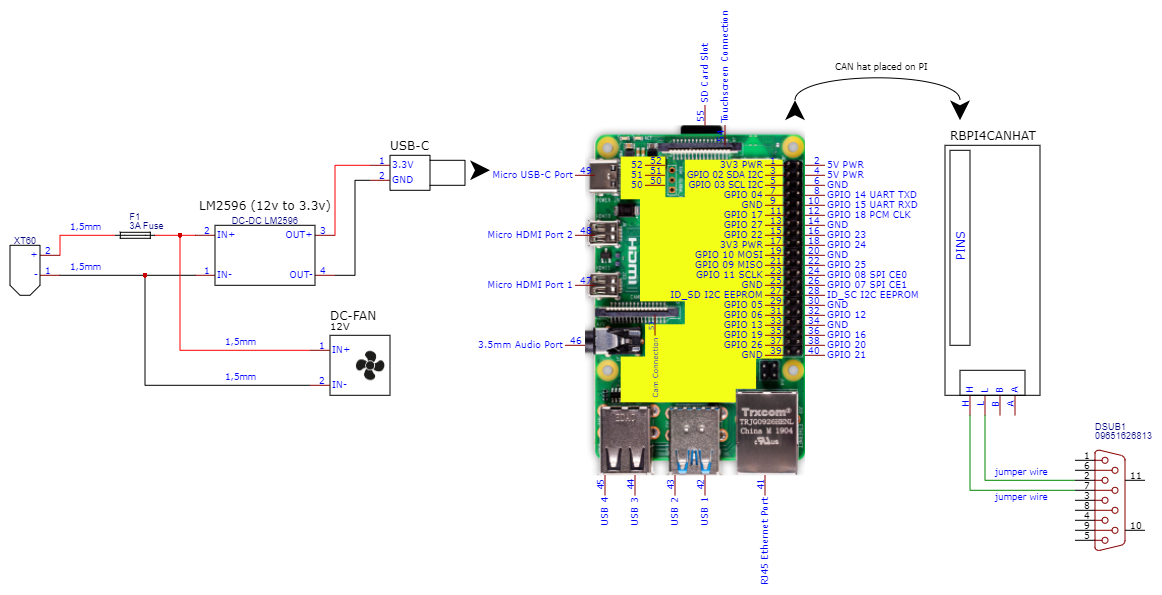 XT60
+ 2
- 1
1,5mm
1,5mm
F1
3A Fuse
LM2596 (12v to 3.3v)
DC-DC LM2596
2 IN+ OUT+ 3
1 IN- OUT- 4
USB-C
1 3.3V
2 GND
DC-FAN
12V
1,5mm
1 IN+
1,5mm
2 IN-
SD Card Slot
55
Touchscreen Connection
Micro USB-C Port 49
Micro HDMI Port 2 48
Micro HDMI Port 1 47
3.5mm Audio Port 46
52 52
51 51
50 50
Cam Connection
3V3 PWR 1
GPIO 02 SDA I2C 3
GPIO 03 SCL I2C 5
GPIO 04 7
GND 9
GPIO 17 11
GPIO 27 13
GPIO 22 15
3V3 PWR 17
GPIO 10 MOSI 19
GPIO 09 MISO 21
GPIO 11 SCLK 23
GND 25
ID_SD I2C EEPROM 27
GPIO 05 29
GPIO 06 31
GPIO 13 33
GPIO 19 35
GPIO 26 37
GND 39
2 5V PWR
4 5V PWR
6 GND
8 GPIO 14 UART TXD
10 GPIO 15 UART RXD
12 GPIO 18 PCM CLK
14 GND
16 GPIO 23
18 GPIO 24
20 GND
22 GPIO 25
24 GPIO 08 SPI CE0
26 GPIO 07 SPI CE1
28 ID_SC I2C EEPROM
30 GND
32 GPIO 12
34 GND
36 GPIO 16
38 GPIO 20
40 GPIO 21
Trxcom®
TRJG0926HENL
China M 1904
45 USB 4
44 USB 3
43 USB 2
42 USB 1
41 RJ45 Ethernet Port
CAN hat placed on PI
RBPI4CANHAT
PINS
H L B B A
H L B A
jumper wire
jumper wire
DSUB1
09651626813
1
6
2
7
3
8
4
9
5
11
10